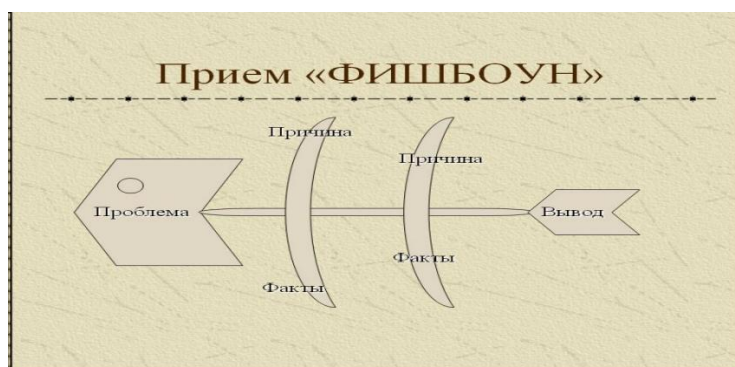 Прием «ФИШБОУН»
Причина
Причина
Проблема
Вывод
Факты
Факты